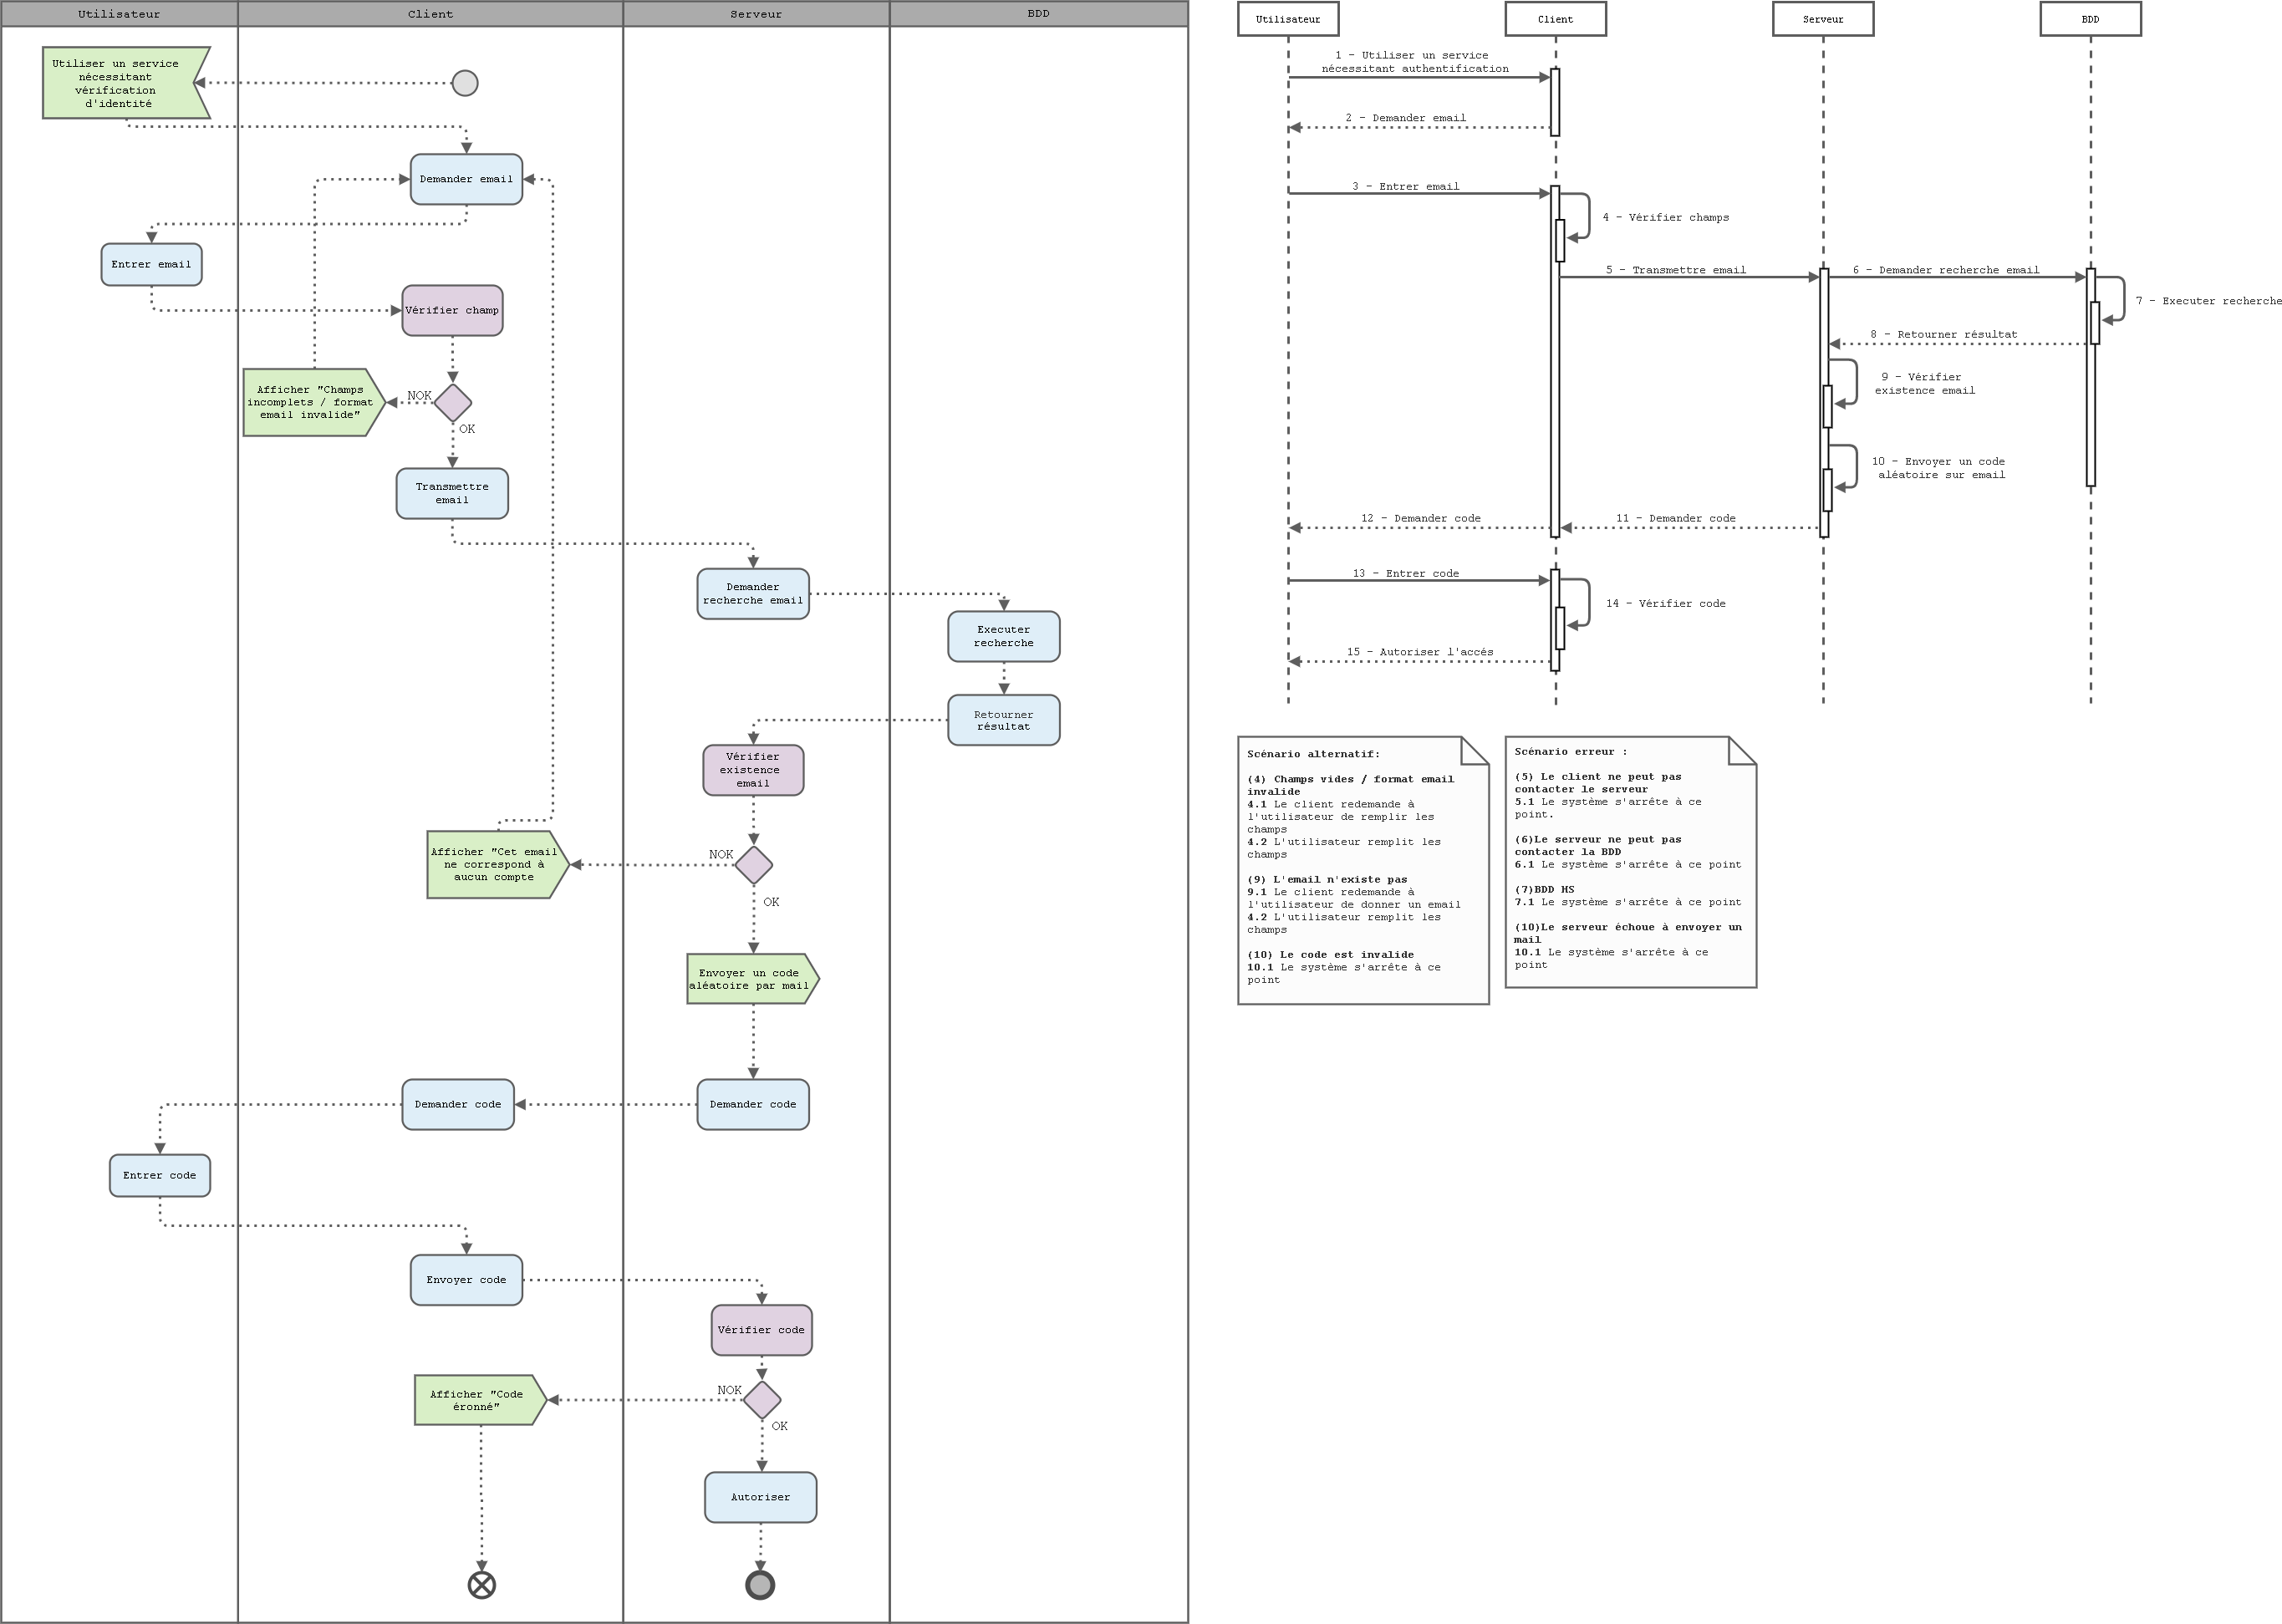 Utilisateur
Client
Serveur
BDD
Utiliser un service
nécessitant
vérification
d'identité
Demander email
Entrer email
Vérifier champ
NOK
Afficher "Champs
incomplets / format
email invalide"
OK
Transmettre
email
Demander
recherche email
Executer
recherche
Retourner
résultat
Vérifier
existence
email
NOK
Afficher "Cet email
ne correspond à
aucun compte
OK
Envoyer un code
aléatoire par mail
Demander code
Demander code
Entrer code
Envoyer code
Vérifier code
NOK
Afficher "Code
éronné"
OK
Autoriser
Utilisateur
Client
Serveur
BDD
1 - Utiliser un service
nécessitant authentification
2 - Demander email
3 - Entrer email
4 - Vérifier champs
5 - Transmettre email
6 - Demander recherche email
7 - Executer recherche
8 - Retourner résultat
9 - Vérifier
existence email
10 - Envoyer un code
aléatoire sur email
12 - Demander code
11 - Demander code
13 - Entrer code
14 - Vérifier code
15 - Autoriser l'accés
Scénario alternatif:
(4) Champs vides / format email
invalide
4.1 Le client redemande à
l'utilisateur de remplir les
champs
4.2 L'utilisateur remplit les
champs
(9) L'email n'existe pas
9.1 Le client redemande à
l'utilisateur de donner un email
4.2 L'utilisateur remplit les
champs
(10) Le code est invalide
10.1 Le système s'arrête à ce
point
Scénario erreur :
(5) Le client ne peut pas
contacter le serveur
5.1 Le système s'arrête à ce
point.
(6)Le serveur ne peut pas
contacter la BDD
6.1 Le système s'arrête à ce point
(7)BDD HS
7.1 Le système s'arrête à ce point
(10)Le serveur échoue à envoyer un
mail
10.1 Le système s'arrête à ce
point